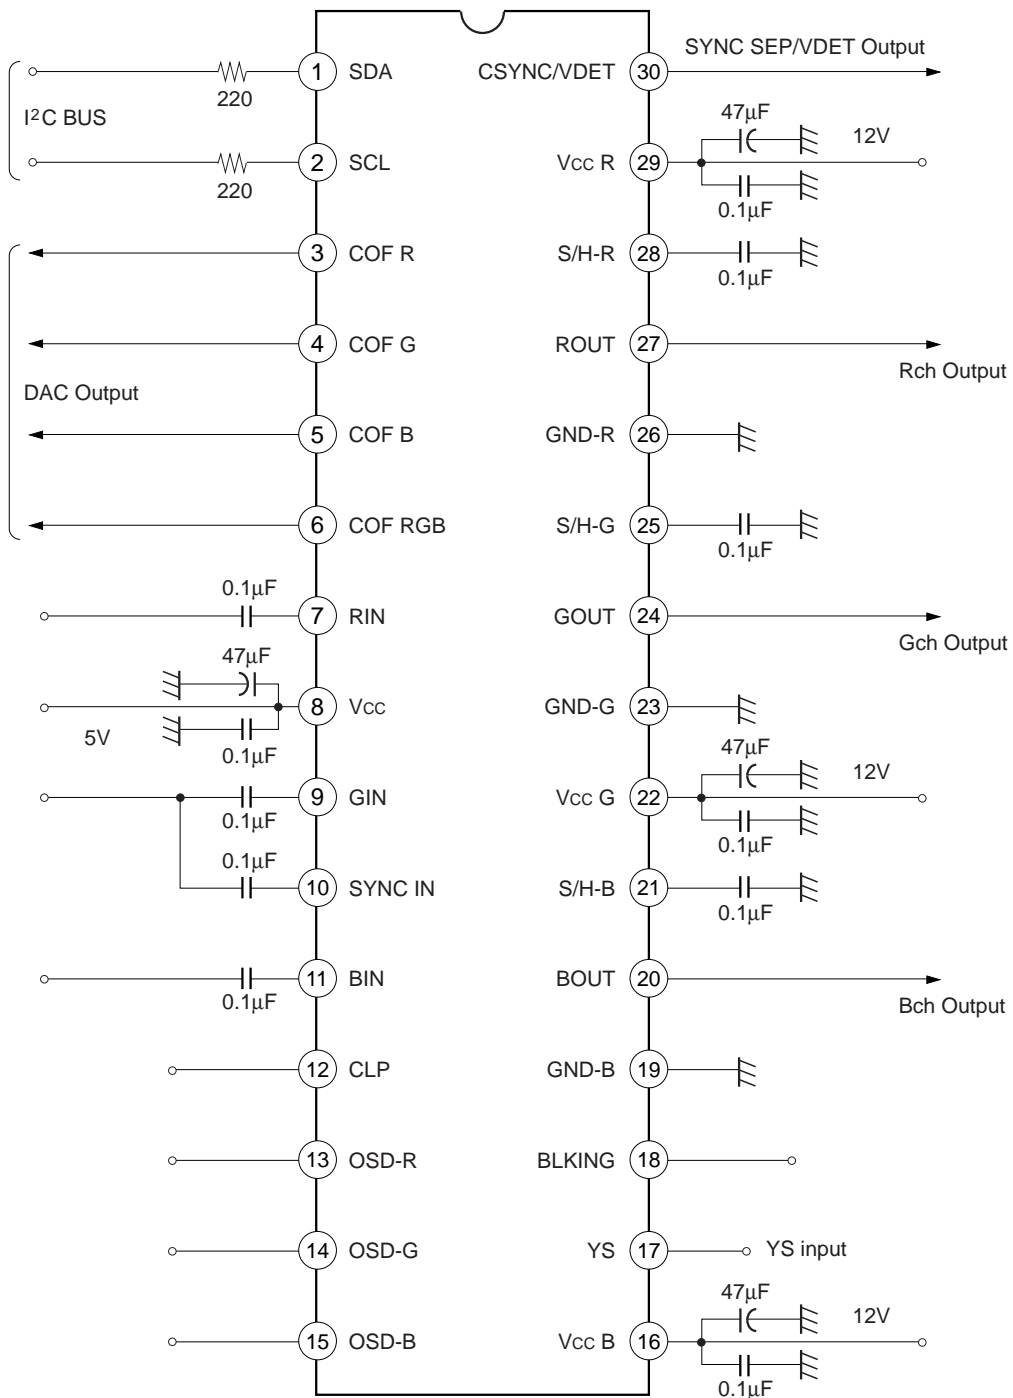 SYNC SEP/VDET Output
1 SDA CSYNC/VDET 30
220
I²C BUS
47μF
12V
2 SCL Vcc R 29
220
0.1μF
3 COF R S/H-R 28
0.1μF
4 COF G ROUT 27
Rch Output
DAC Output
5 COF B GND-R 26
6 COF RGB S/H-G 25
0.1μF
0.1μF
7 RIN GOUT 24
Gch Output
47μF
8 Vcc GND-G 23
5V
0.1μF
47μF
12V
9 GIN Vcc G 22
0.1μF
0.1μF
0.1μF
10 SYNC IN S/H-B 21
0.1μF
11 BIN BOUT 20
0.1μF
Bch Output
12 CLP GND-B 19
13 OSD-R BLKING 18
14 OSD-G YS 17 YS input
47μF
12V
15 OSD-B Vcc B 16
0.1μF